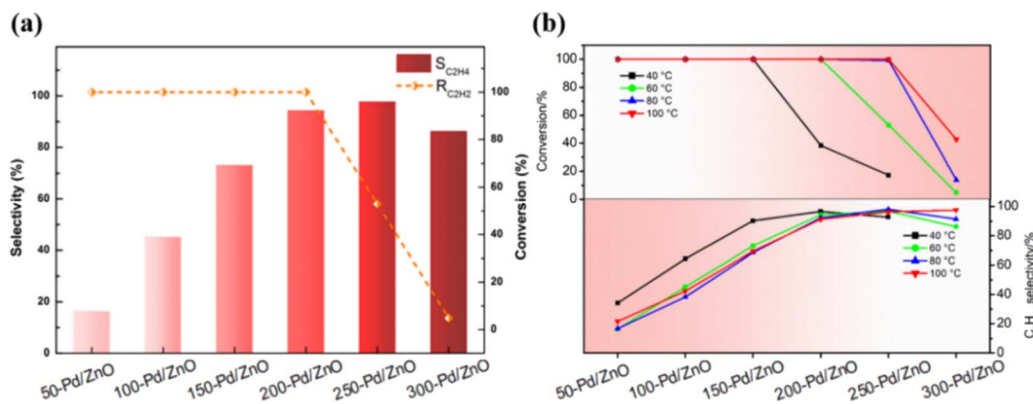 (a)
S C2H4
R C2H2
Selectivity (%)
100
80
60
40
20
0
Conversion (%)
100
80
60
40
20
0
50-Pd/ZnO
100-Pd/ZnO
150-Pd/ZnO
200-Pd/ZnO
250-Pd/ZnO
300-Pd/ZnO
(b)
Conversion/%
100
80
60
40
20
0
40 °C
60 °C
80 °C
100 °C
100
80
60
40
20
0
C H selectivity/%
40 °C
60 °C
80 °C
100 °C
50-Pd/ZnO
100-Pd/ZnO
150-Pd/ZnO
200-Pd/ZnO
250-Pd/ZnO
300-Pd/ZnO